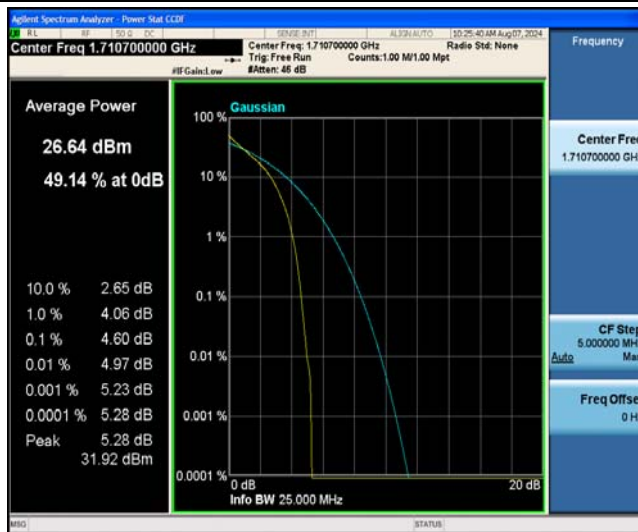 Agilent Spectrum Analyzer - Power Stat CCDF
RL RF 50 Ω DC SENSE:INT ALIGN AUTO 10:25:40 AM Aug 07, 2024
Center Freq 1.710700000 GHz
Center Freq: 1.710700000 GHz Radio Std: None
Trig: Free Run Counts:1.00 M/1.00 Mpt
#IFGain:Low #Atten: 46 dB
Frequency
Average Power
26.64 dBm
49.14 % at 0dB
10.0 % 2.65 dB
1.0 % 4.06 dB
0.1 % 4.60 dB
0.01 % 4.97 dB
0.001 % 5.23 dB
0.0001 % 5.28 dB
Peak 5.28 dB
31.92 dBm
Gaussian
100 %
10 %
1 %
0.1 %
0.01 %
0.001 %
0.0001 %
0 dB 20 dB
Info BW 25.000 MHz
Center Fre
1.710700000 GH
CF Step
5.000000 MH
Auto Ma
Freq Offse
0 H
MSG STATUS